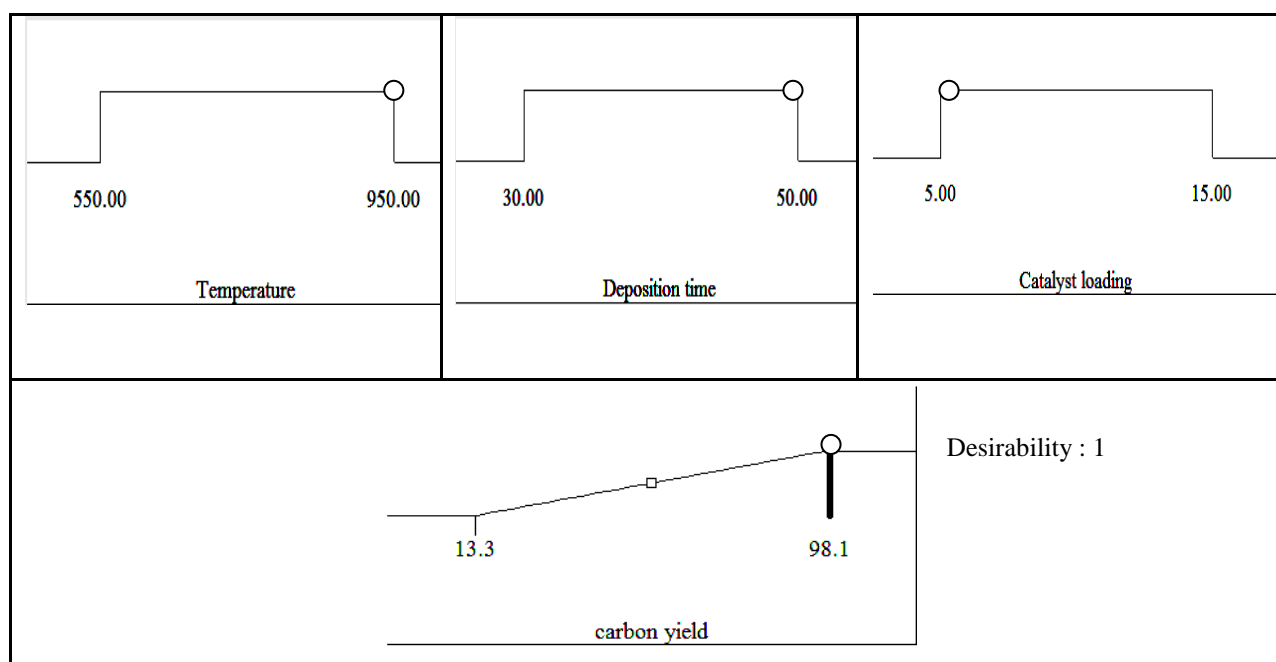 550.00 950.00
Temperature
30.00 50.00
Deposition time
5.00 15.00
Catalyst loading
Desirability : 1
13.3 98.1
carbon yield